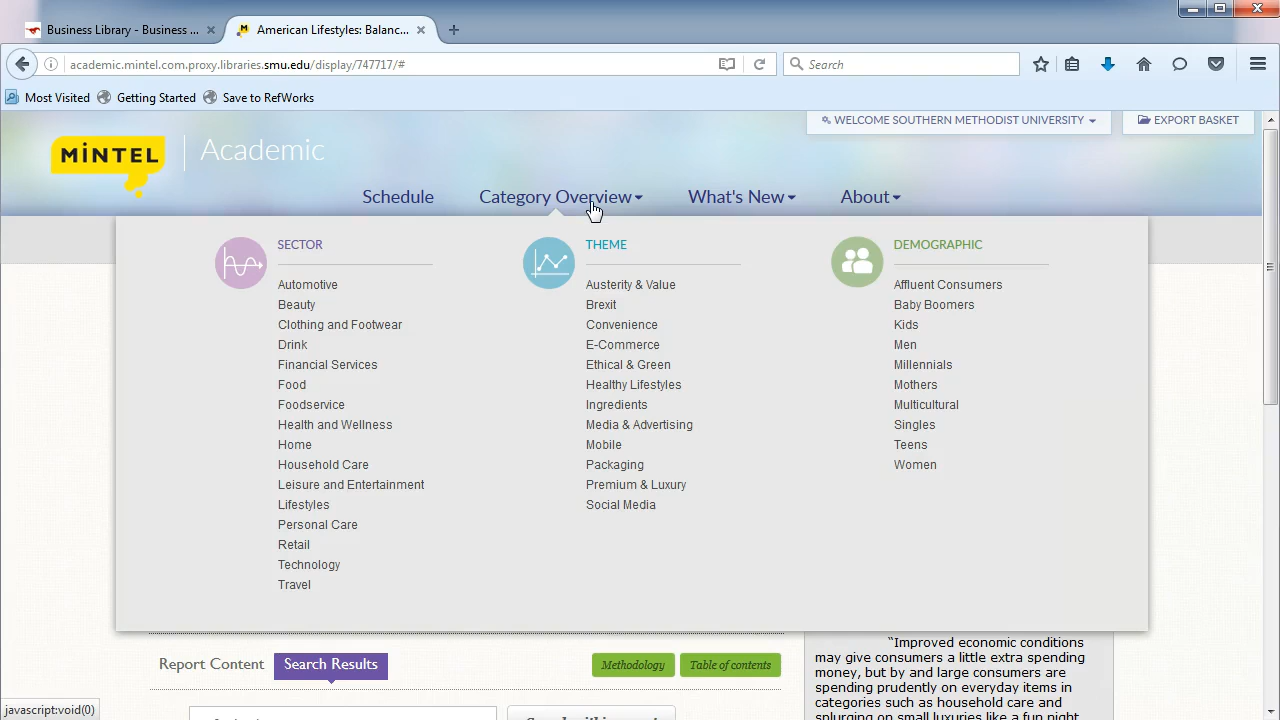 Business Library - Business ...
American Lifestyles: Balanc...
academic.mintel.com.proxy.libraries.smu.edu/display/747717/#
Search
Most Visited
Getting Started
Save to RefWorks
WELCOME SOUTHERN METHODIST UNIVERSITY
EXPORT BASKET
MINTEL
Academic
Schedule
Category Overview
What's New
About
SECTOR
Automotive
Beauty
Clothing and Footwear
Drink
Financial Services
Food
Foodservice
Health and Wellness
Home
Household Care
Leisure and Entertainment
Lifestyles
Personal Care
Retail
Technology
Travel
THEME
Austerity & Value
Brexit
Convenience
E-Commerce
Ethical & Green
Healthy Lifestyles
Ingredients
Media & Advertising
Mobile
Packaging
Premium & Luxury
Social Media
DEMOGRAPHIC
Affluent Consumers
Baby Boomers
Kids
Men
Millennials
Mothers
Multicultural
Singles
Teens
Women
Report Content
Search Results
Methodology
Table of contents
“Improved economic conditions
may give consumers a little extra spending
money, but by and large consumers are
spending prudently on everyday items in
categories such as household care and
splurging on small luxuries like a fun night
javascript:void(0)